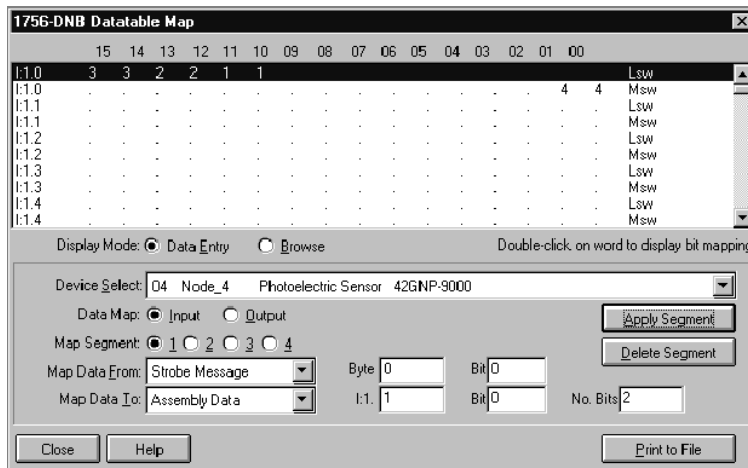 1756-DNB Datatable Map
15 14 13 12 11 10 09 08 07 06 05 04 03 02 01 00
I:1.0 3 3 2 2 1 1 . . . . . . . . . . Lsw
I:1.0 . . . . . . . . . . . . . . 4 4 Msw
I:1.1 . . . . . . . . . . . . . . . . Lsw
I:1.1 . . . . . . . . . . . . . . . . Msw
I:1.2 . . . . . . . . . . . . . . . . Lsw
I:1.2 . . . . . . . . . . . . . . . . Msw
I:1.3 . . . . . . . . . . . . . . . . Lsw
I:1.3 . . . . . . . . . . . . . . . . Msw
I:1.4 . . . . . . . . . . . . . . . . Lsw
I:1.4 . . . . . . . . . . . . . . . . Msw
Display Mode: Data Entry Browse Double-click on word to display bit mapping
Device Select: 04 Node_4 Photoelectric Sensor 42GNP-9000
Data Map: Input Output Apply Segment
Map Segment: 1 2 3 4 Delete Segment
Map Data From: Strobe Message Byte 0 Bit 0
Map Data To: Assembly Data I:1. 1 Bit 0 No. Bits 2
Close Help Print to File